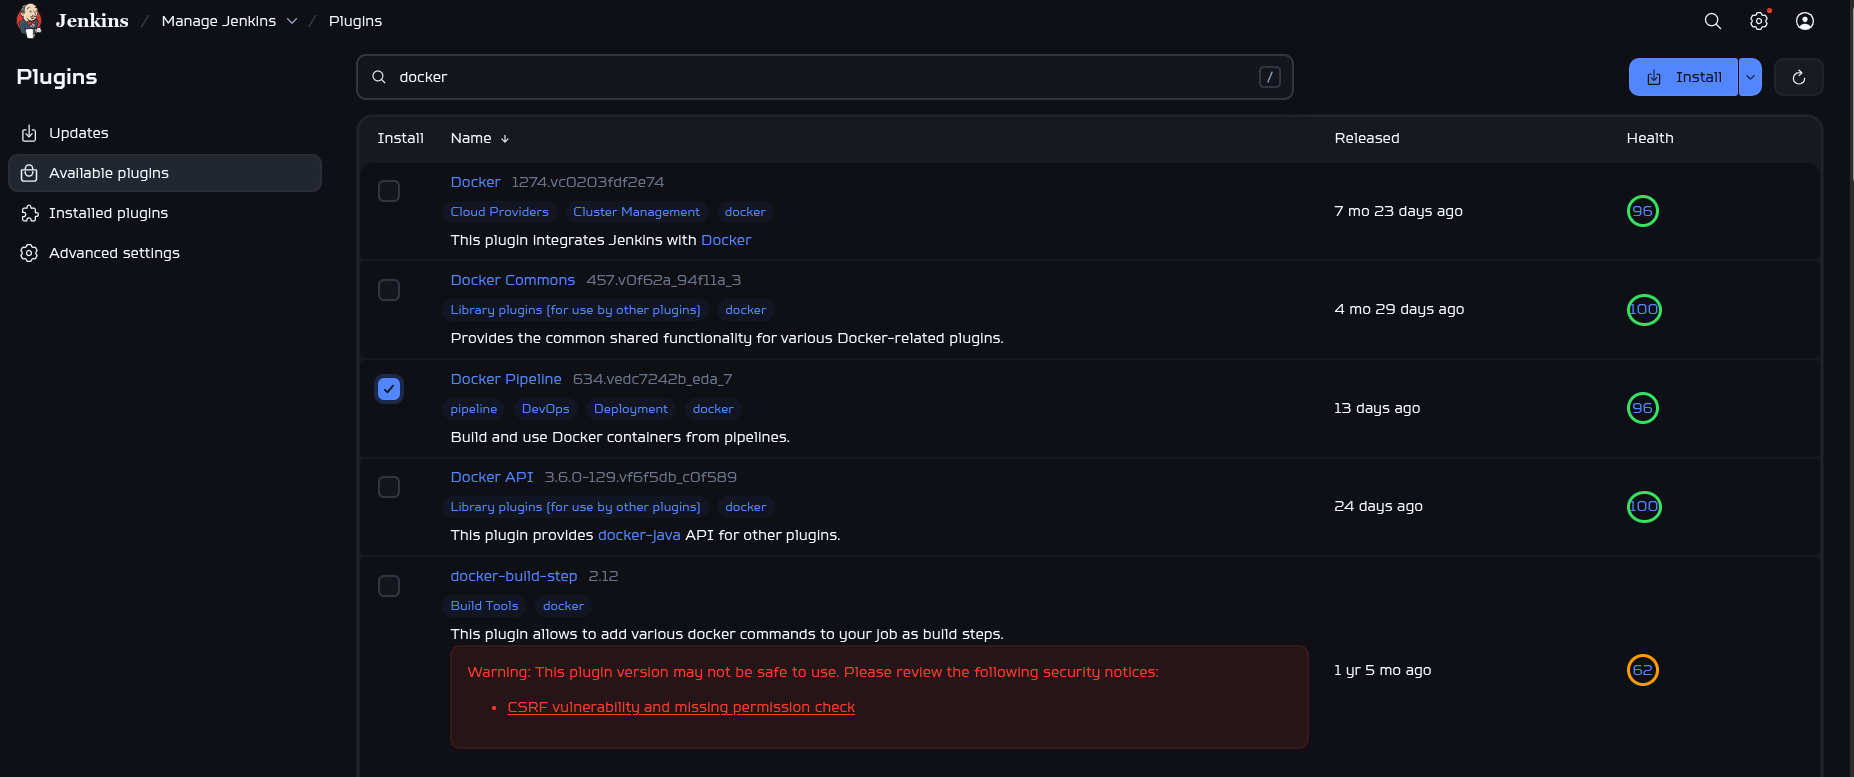 Jenkins / Manage Jenkins / Plugins
Plugins
docker /
Install
Updates
Available plugins
Installed plugins
Advanced settings
Install Name ↓ Released Health
Docker 1274.vc0203fdf2e74
Cloud Providers Cluster Management docker
This plugin integrates Jenkins with Docker
7 mo 23 days ago
96
Docker Commons 457.v0f62a_94f11a_3
Library plugins (for use by other plugins) docker
Provides the common shared functionality for various Docker-related plugins.
4 mo 29 days ago
100
Docker Pipeline 634.vedc7242b_eda_7
pipeline DevOps Deployment docker
Build and use Docker containers from pipelines.
13 days ago
96
Docker API 3.6.0-129.vf6f5db_c0f589
Library plugins (for use by other plugins) docker
This plugin provides docker-java API for other plugins.
24 days ago
100
docker-build-step 2.12
Build Tools docker
This plugin allows to add various docker commands to your job as build steps.
Warning: This plugin version may not be safe to use. Please review the following security notices:
• CSRF vulnerability and missing permission check
1 yr 5 mo ago
62